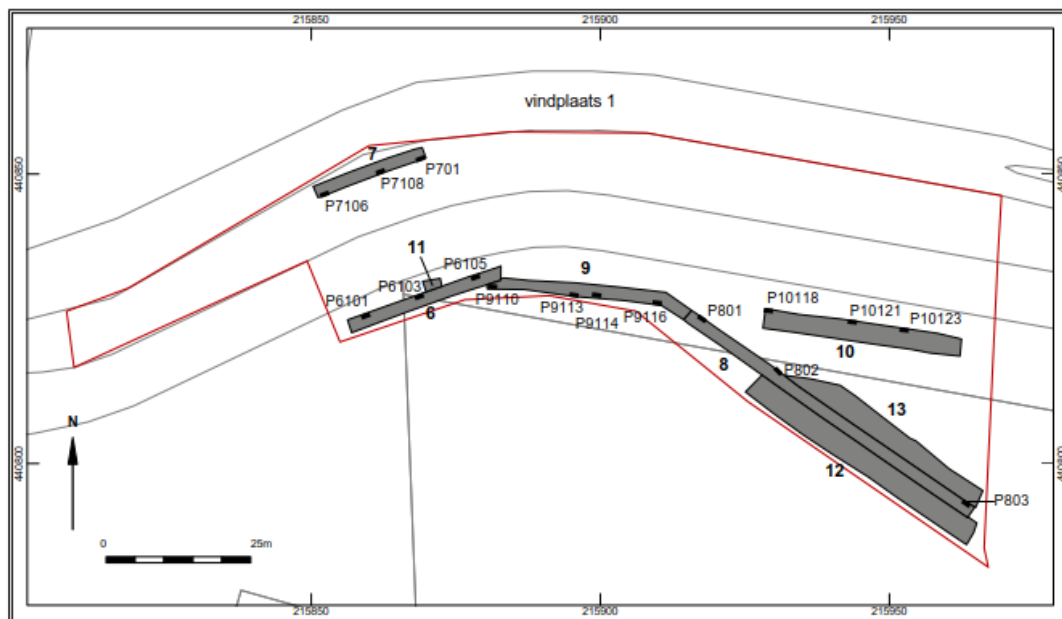 215850 215900 215950
vindplaats 1
440850 440850
7
P701
P7108
P7106
11
P6105
9
P6103
P6101
P9110
6
P9113
P9114
P9116
P801
P10118
P10121
P10123
10
8
P802
13
N
440800 440800
12
P803
0 25m
215850 215900 215950